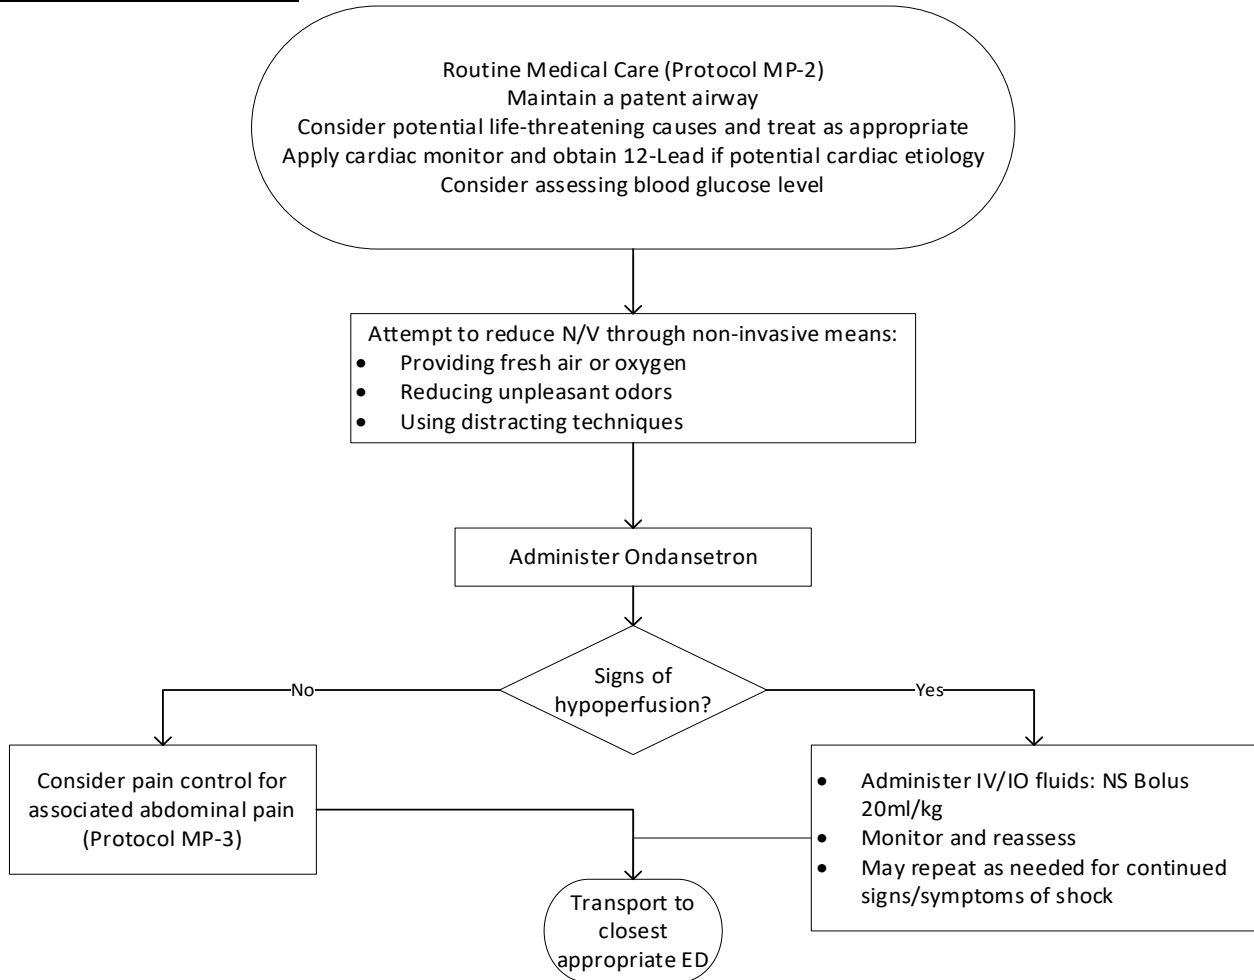 Routine Medical Care (Protocol MP-2)
Maintain a patent airway
Consider potential life-threatening causes and treat as appropriate
Apply cardiac monitor and obtain 12-Lead if potential cardiac etiology
Consider assessing blood glucose level
Attempt to reduce N/V through non-invasive means:
• Providing fresh air or oxygen
• Reducing unpleasant odors
• Using distracting techniques
Administer Ondansetron
Signs of
hypoperfusion?
No
Yes
Consider pain control for
associated abdominal pain
(Protocol MP-3)
• Administer IV/IO fluids: NS Bolus
20ml/kg
• Monitor and reassess
• May repeat as needed for continued
signs/symptoms of shock
Transport to
closest
appropriate ED